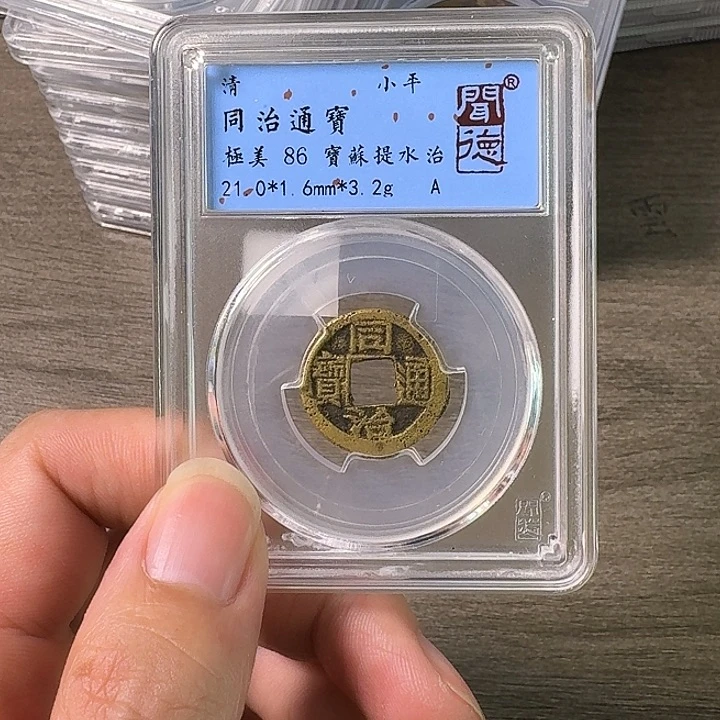 清 小平
同治通寶
極美 86 寶蘇提水治
21.0*1.6mm*3.2g A
聞德®
同治通寶